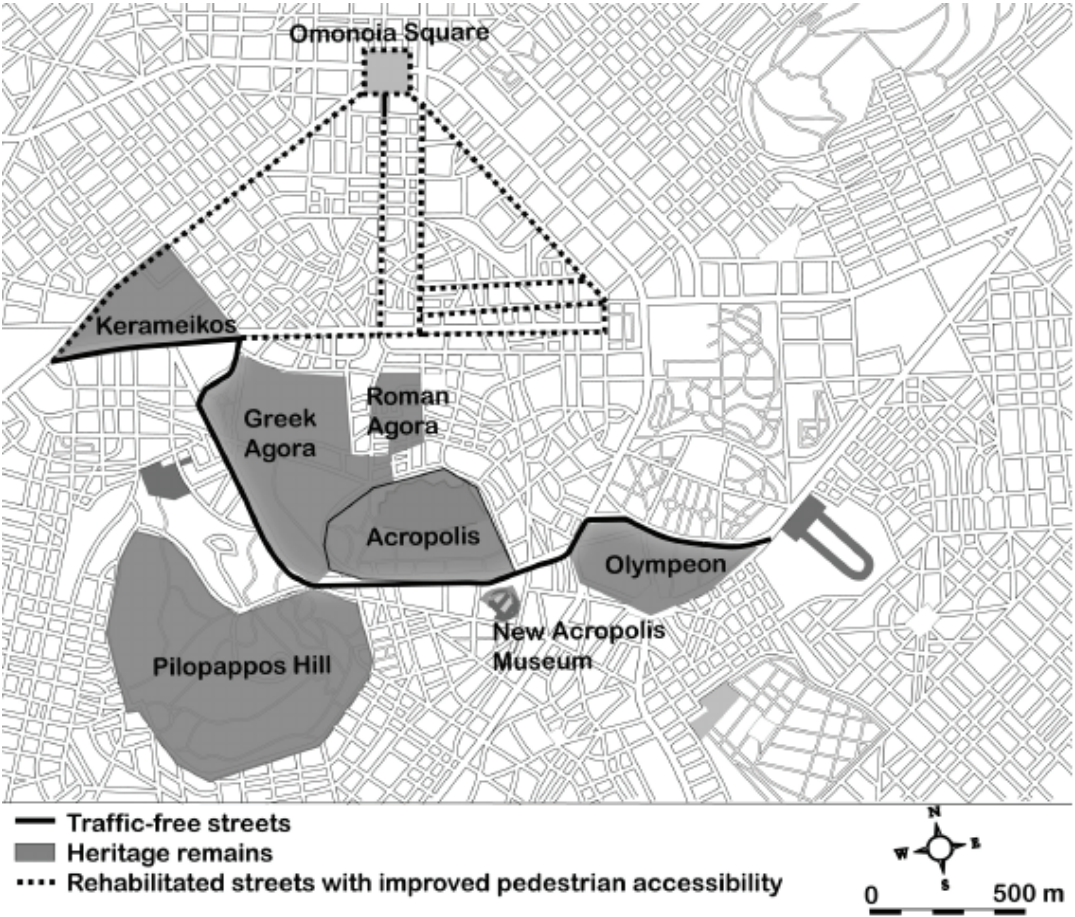 Omonoia Square
Kerameikos
Greek
Agora
Roman
Agora
Acropolis
Olympeon
New Acropolis
Museum
Pilopappos Hill
Traffic-free streets
Heritage remains
Rehabilitated streets with improved pedestrian accessibility
N
W E
S
0 500 m